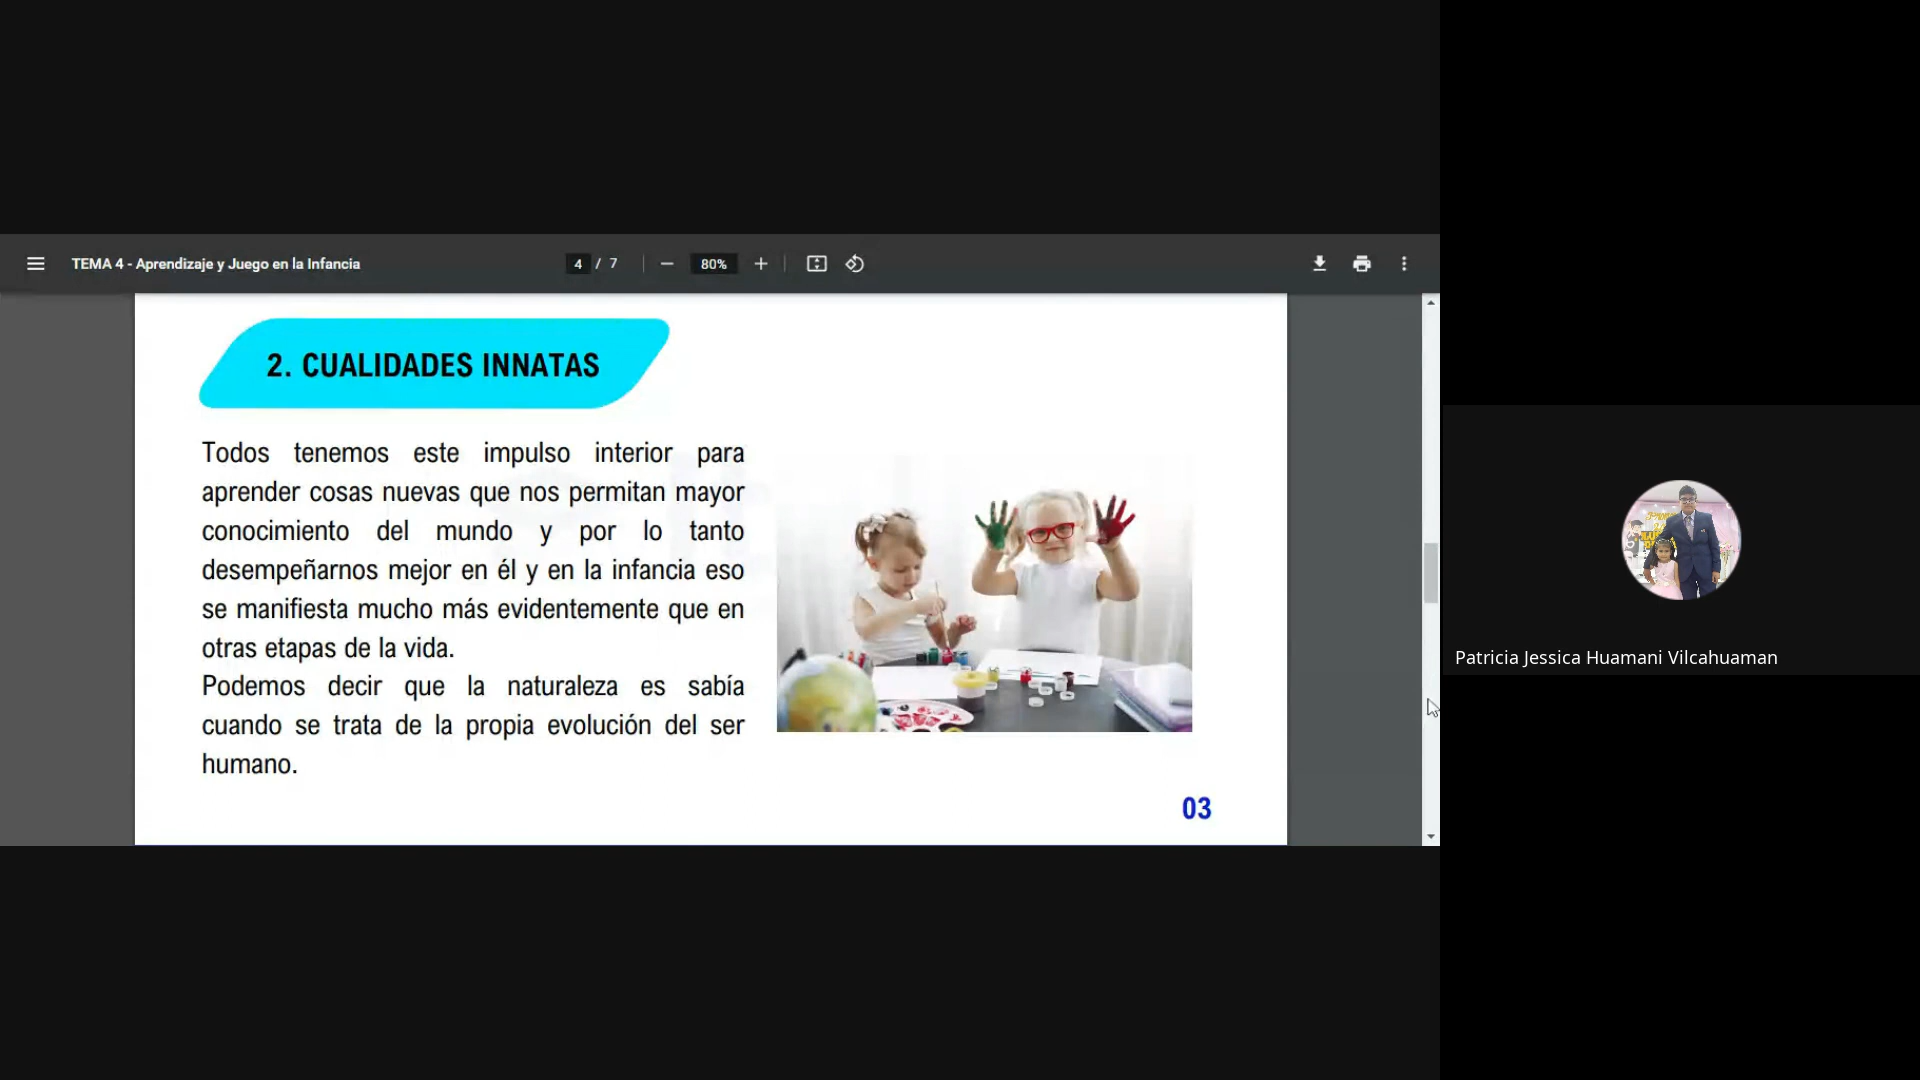 TEMA 4 - Aprendizaje y Juego en la Infancia
4 / 7
80%
2. CUALIDADES INNATAS
Todos tenemos este impulso interior para
aprender cosas nuevas que nos permitan mayor
conocimiento del mundo y por lo tanto
desempeñarnos mejor en él y en la infancia eso
se manifiesta mucho más evidentemente que en
otras etapas de la vida.
Podemos decir que la naturaleza es sabía
cuando se trata de la propia evolución del ser
humano.
03
Patricia Jessica Huamani Vilcahuaman